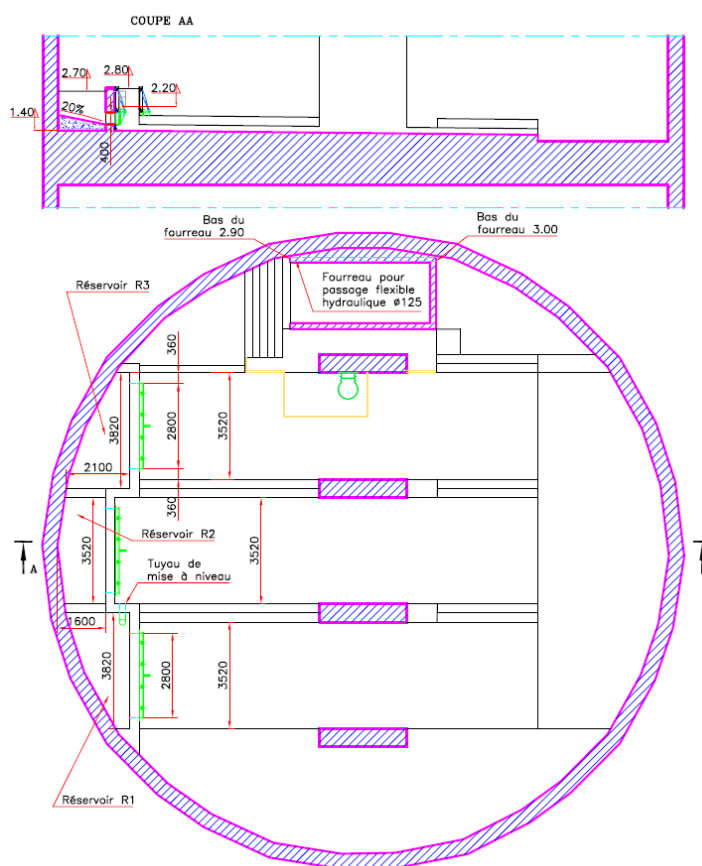 COUPE AA
2.70
2.80
2.20
1.40
20%
400
Bas du
fourreau 2.90
Bas du
fourreau 3.00
Fourreau pour
passage flexible
hydraulique ø125
Réservoir R3
360
3820
2800
3520
2100
360
Réservoir R2
3520
3520
A
Tuyau de
mise à niveau
1600
3820
2800
3520
Réservoir R1